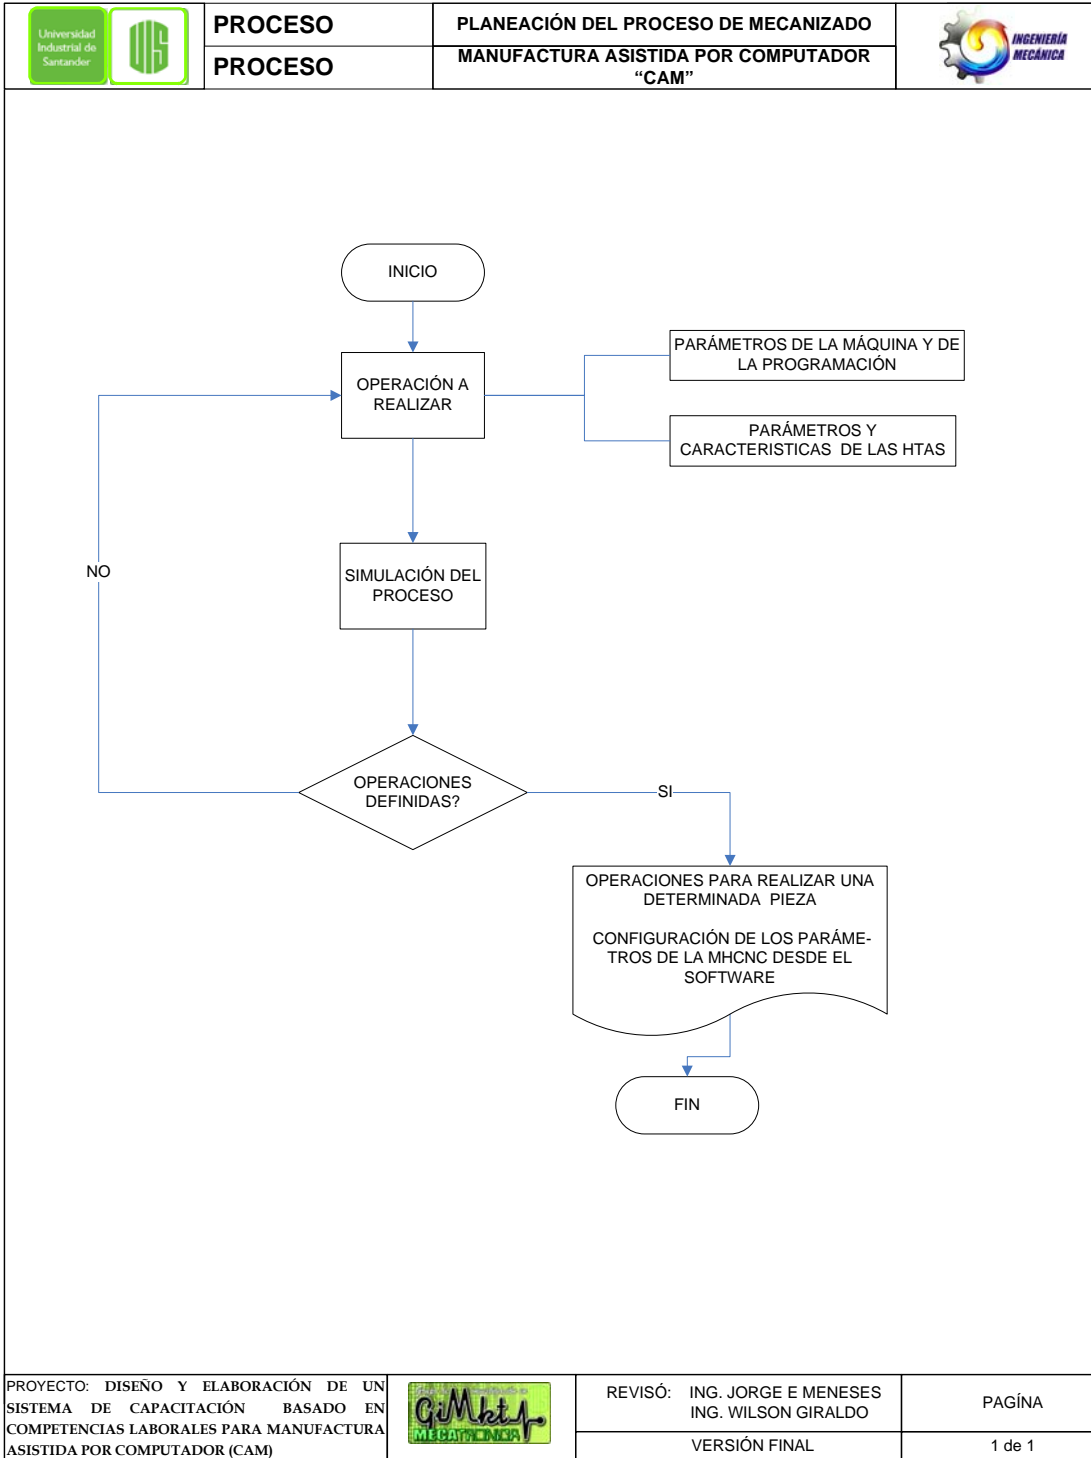 Universidad
Industrial de
Santander
UIS
PROCESO
PLANEACIÓN DEL PROCESO DE MECANIZADO
PROCESO
MANUFACTURA ASISTIDA POR COMPUTADOR
“CAM”
INGENIERÍA
MECÁNICA
INICIO
OPERACIÓN A
REALIZAR
PARÁMETROS DE LA MÁQUINA Y DE
LA PROGRAMACIÓN
PARÁMETROS Y
CARACTERISTICAS DE LAS HTAS
NO
SIMULACIÓN DEL
PROCESO
OPERACIONES
DEFINIDAS?
SI
OPERACIONES PARA REALIZAR UNA
DETERMINADA PIEZA
CONFIGURACIÓN DE LOS PARÁME-
TROS DE LA MHCNC DESDE EL
SOFTWARE
FIN
PROYECTO: DISEÑO Y ELABORACIÓN DE UN
SISTEMA DE CAPACITACIÓN BASADO EN
COMPETENCIAS LABORALES PARA MANUFACTURA
ASISTIDA POR COMPUTADOR (CAM)
GiMkt
MECATRONICA
REVISÓ: ING. JORGE E MENESES
ING. WILSON GIRALDO
VERSIÓN FINAL
PAGÍNA
1 de 1